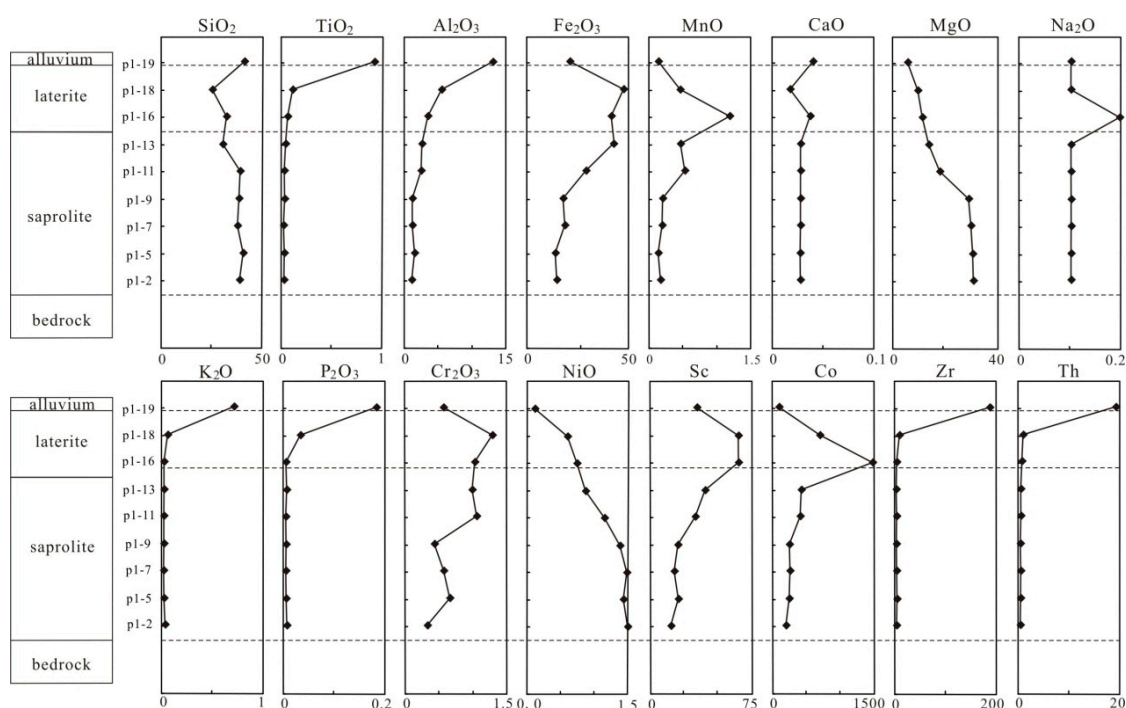 SiO₂ TiO₂ Al₂O₃ Fe₂O₃ MnO CaO MgO Na₂O
alluvium p1-19
laterite p1-18
p1-16
p1-13
p1-11
saprolite p1-9
p1-7
p1-5
p1-2
bedrock
0 50 0 1 0 15 0 50 0 1.5 0 0.1 0 40 0 0.2
K₂O P₂O₃ Cr₂O₃ NiO Sc Co Zr Th
alluvium p1-19
laterite p1-18
p1-16
p1-13
p1-11
saprolite p1-9
p1-7
p1-5
p1-2
bedrock
0 1 0 0.2 0 1.5 0.0 1.5 0 75 0 1500 0 200 0 20